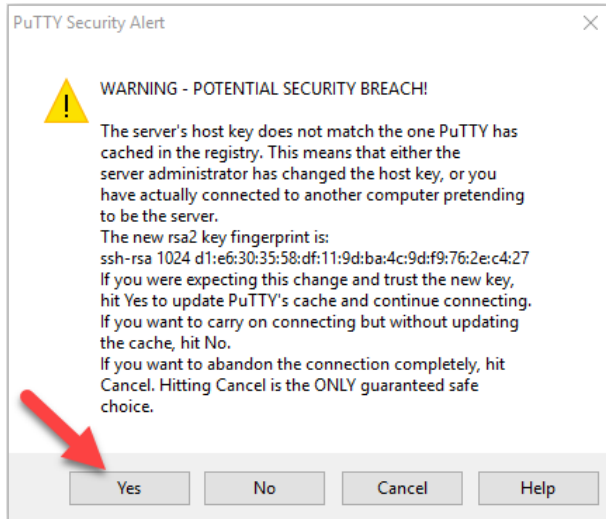 PuTTY Security Alert
WARNING - POTENTIAL SECURITY BREACH!
The server's host key does not match the one PuTTY has
cached in the registry. This means that either the
server administrator has changed the host key, or you
have actually connected to another computer pretending
to be the server.
The new rsa2 key fingerprint is:
ssh-rsa 1024 d1:e6:30:35:58:df:11:9d:ba:4c:9d:f9:76:2e:c4:27
If you were expecting this change and trust the new key,
hit Yes to update PuTTY's cache and continue connecting.
If you want to carry on connecting but without updating
the cache, hit No.
If you want to abandon the connection completely, hit
Cancel. Hitting Cancel is the ONLY guaranteed safe
choice.
Yes No Cancel Help